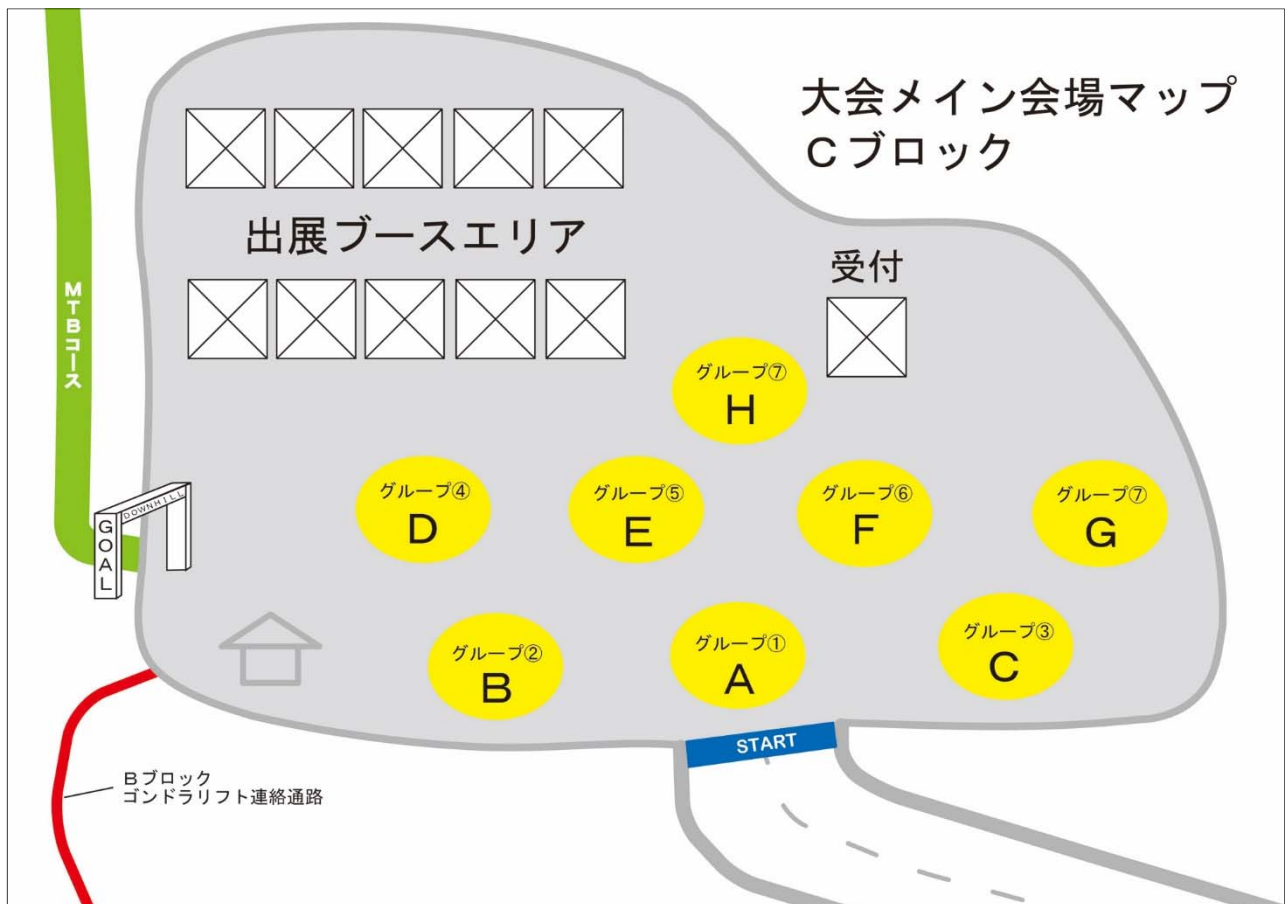 大会メイン会場マップ
Cブロック
出展ブースエリア
受付
MTBコース
グループ⑦
H
グループ④
D
グループ⑤
E
グループ⑥
F
グループ⑦
G
DOWNHILL
GOAL
グループ②
B
グループ①
A
グループ③
C
START
Bブロック
ゴンドラリフト連絡通路